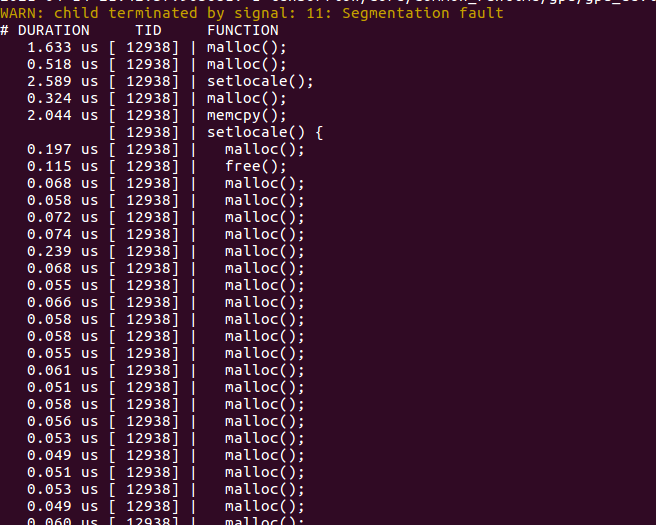 WARN: child terminated by signal: 11: Segmentation fault
# DURATION     TID     FUNCTION
   1.633 us [ 12938] | malloc();
   0.518 us [ 12938] | malloc();
   2.589 us [ 12938] | setlocale();
   0.324 us [ 12938] | malloc();
   2.044 us [ 12938] | memcpy();
            [ 12938] | setlocale() {
   0.197 us [ 12938] |   malloc();
   0.115 us [ 12938] |   free();
   0.068 us [ 12938] |   malloc();
   0.058 us [ 12938] |   malloc();
   0.072 us [ 12938] |   malloc();
   0.074 us [ 12938] |   malloc();
   0.239 us [ 12938] |   malloc();
   0.068 us [ 12938] |   malloc();
   0.055 us [ 12938] |   malloc();
   0.066 us [ 12938] |   malloc();
   0.058 us [ 12938] |   malloc();
   0.058 us [ 12938] |   malloc();
   0.055 us [ 12938] |   malloc();
   0.061 us [ 12938] |   malloc();
   0.051 us [ 12938] |   malloc();
   0.058 us [ 12938] |   malloc();
   0.056 us [ 12938] |   malloc();
   0.053 us [ 12938] |   malloc();
   0.049 us [ 12938] |   malloc();
   0.051 us [ 12938] |   malloc();
   0.053 us [ 12938] |   malloc();
   0.049 us [ 12938] |   malloc();
   0.060 us [ 12938] |   malloc();